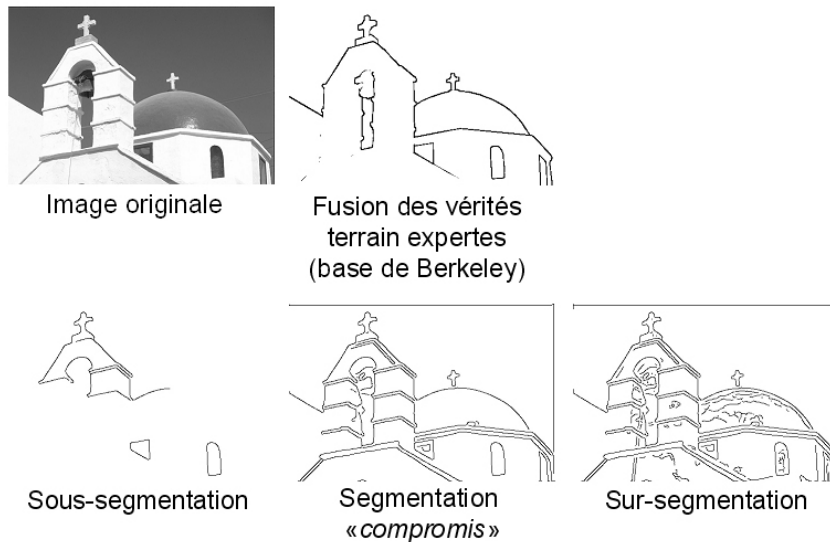 Image originale
Fusion des vérités
terrain expertes
(base de Berkeley)
Sous-segmentation
Segmentation
«compromis»
Sur-segmentation